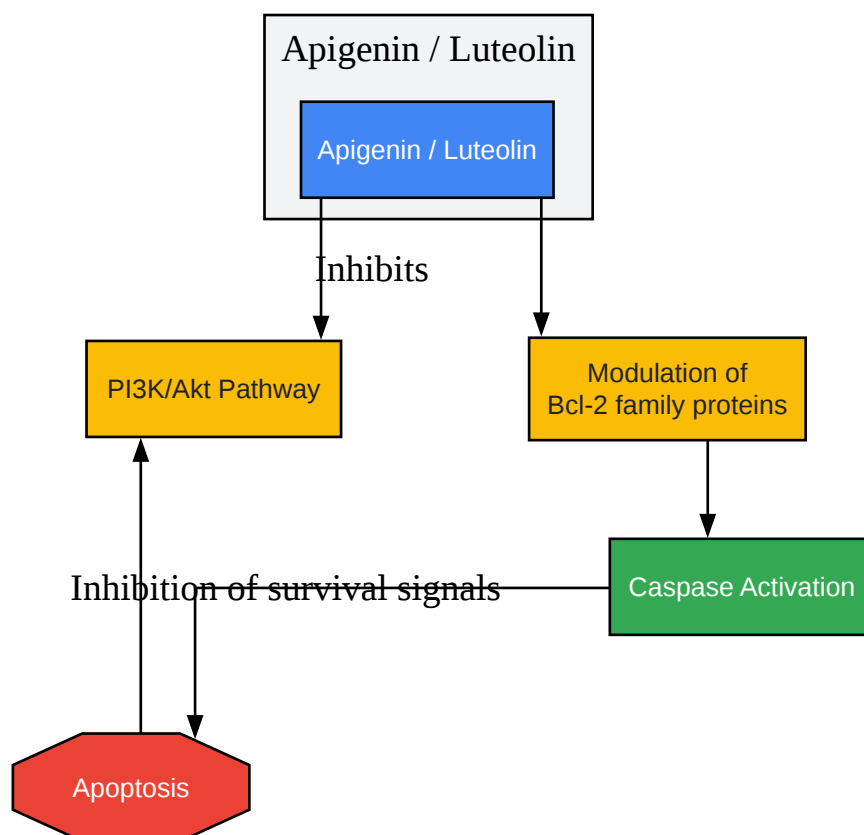 Apigenin / Luteolin
Apigenin / Luteolin
Inhibits
PI3K/Akt Pathway
Modulation of
Bcl-2 family proteins
Inhibition of survival signals
Caspase Activation
Apoptosis